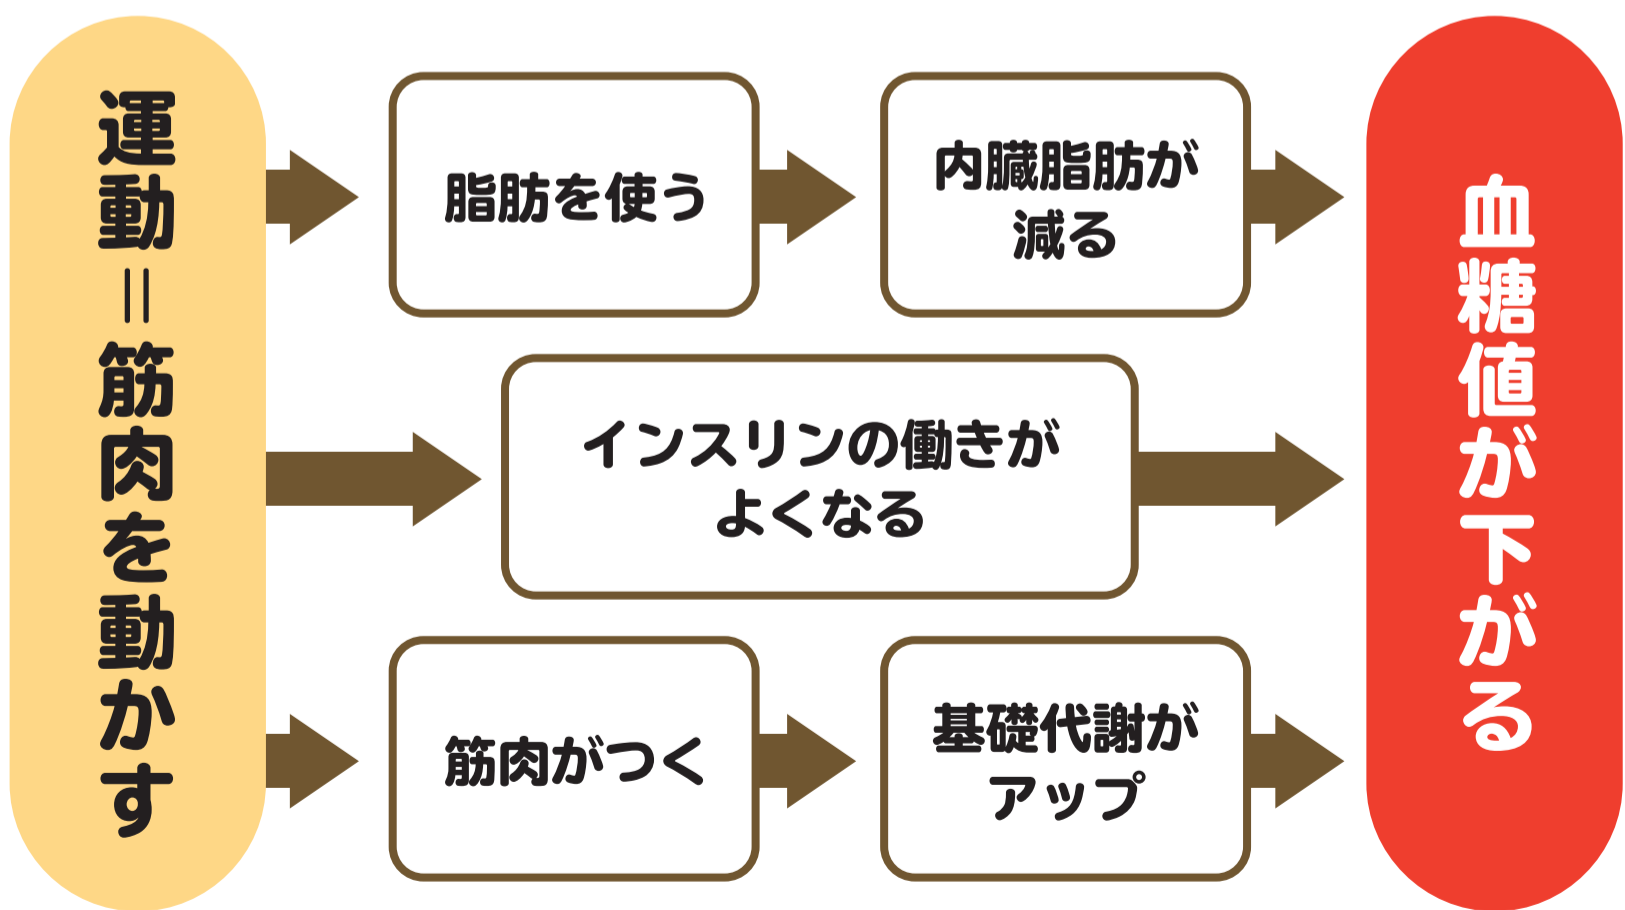 運動＝筋肉を動かす
脂肪を使う
内臓脂肪が
減る
インスリンの働きが
よくなる
筋肉がつく
基礎代謝が
アップ
血糖値が下がる